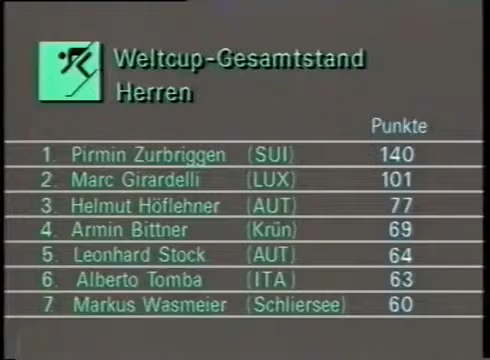 Weltcup-Gesamtstand
Herren
Punkte
1. Pirmin Zurbriggen (SUI) 140
2. Marc Girardelli (LUX) 101
3. Helmut Höflehner (AUT) 77
4. Armin Bittner (Krün) 69
5. Leonhard Stock (AUT) 64
6. Alberto Tomba (ITA) 63
7. Markus Wasmeier (Schliersee) 60